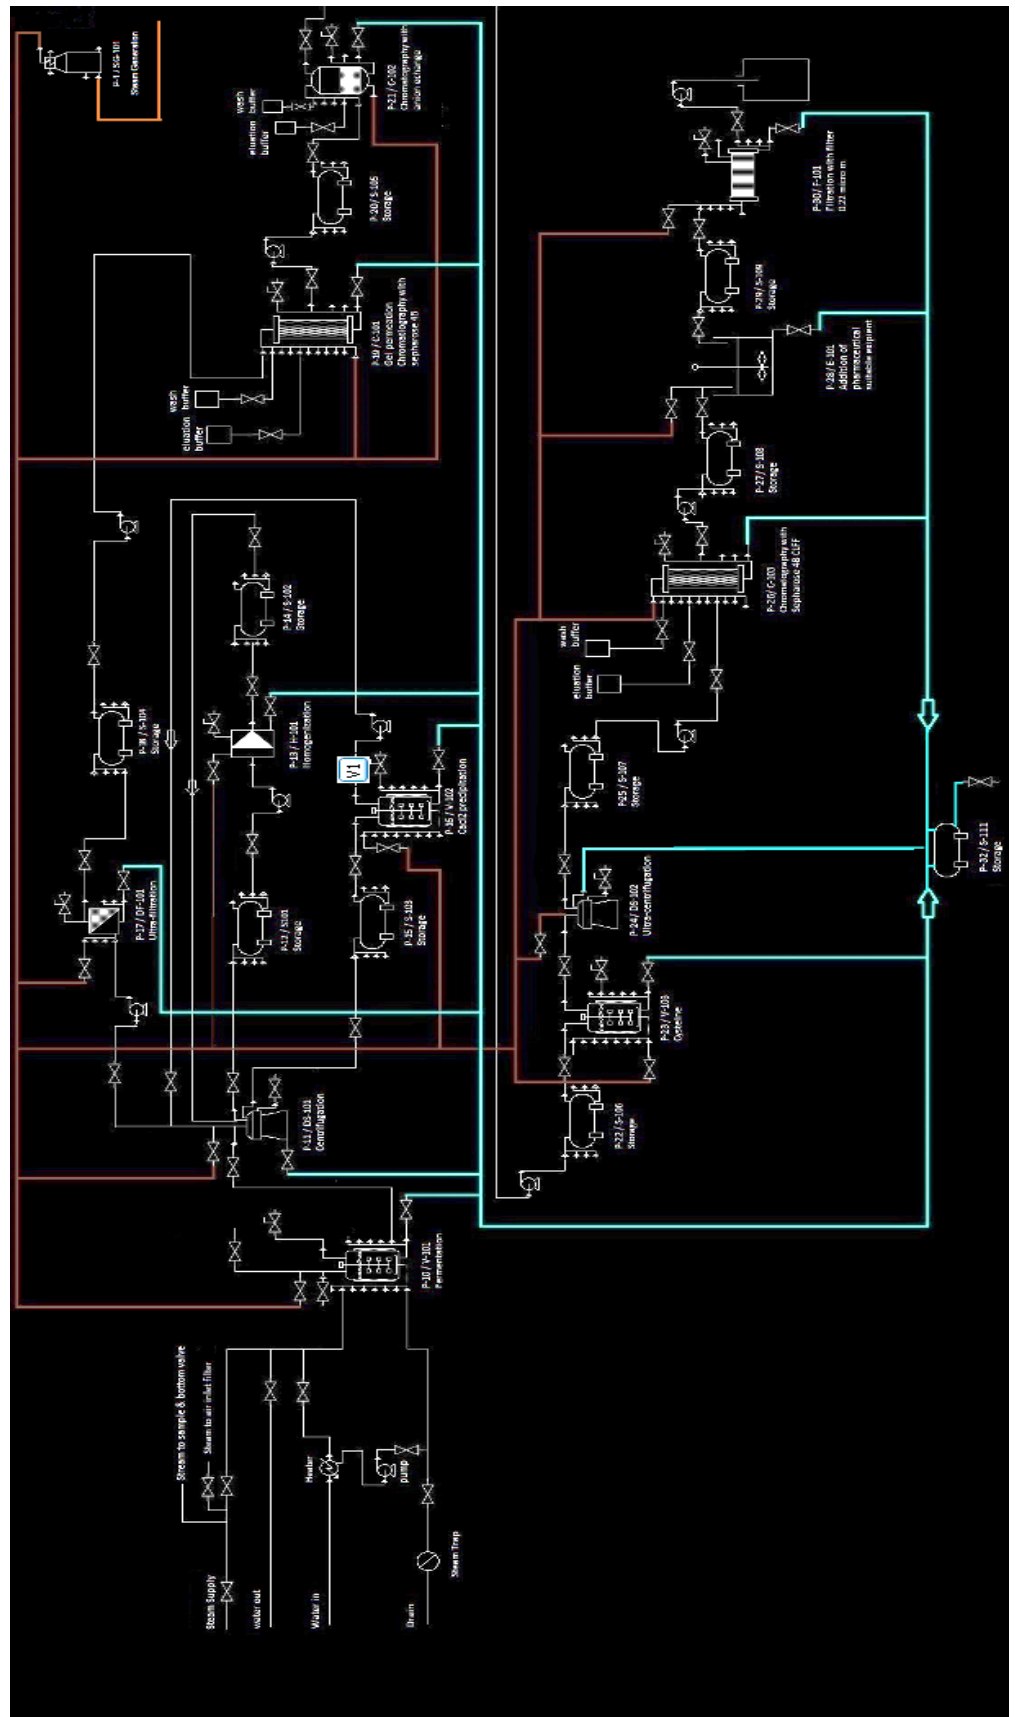 P-1 / SG-101
Steam Generation
P-21 / C-102
Chromatography with
anion exhange
wash
buffer
eluation
buffer
P-20 / S-105
Storage
P-19 / C-101
Gel permeation
Chromatography with
Sepharose 4B
wash
buffer
eluation
buffer
P-14 / S-102
Storage
P-18 / S-104
Storage
P-13 / H-101
Homogenization
V1
P-16 / V-102
Cacl2 precipitation
P-17 / DF-101
Ultra-filtration
P-12 / S101
Storage
P-15 / S-103
Storage
P-11 / DS-101
Centrifugation
P-10 / V-101
Fermentation
Stream to sample & bottom valve
Steam to air inlet filter
Heater
pump
Steam Trap
Steam Supply
water out
Water in
Drain
P-30 / F-101
Filtration with filter
0.22 micro m
P-29 / S-109
Storage
P-28 / E-101
Addition of
pharmaceutical
suitable exipient
P-27 / S-108
Storage
P-26 / C-103
Chromatography with
Sepharose 4B CLFF
wash
buffer
eluation
buffer
P-25 / S-107
Storage
P-24 / DS-102
Ultra-centrifugation
P-32 / S-111
Storage
P-23 / V-103
Cysteine
P-22 / S-106
Storage